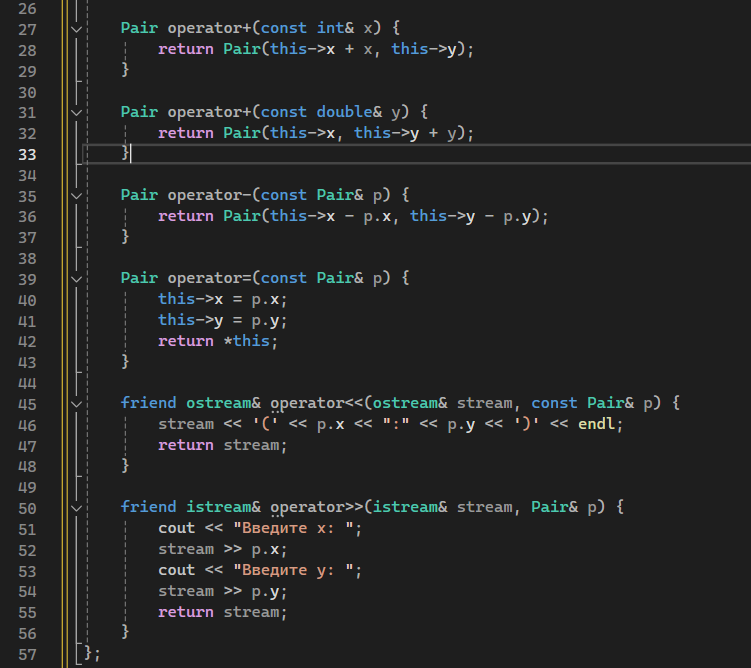 26
27 Pair operator+(const int& x) {
28 return Pair(this->x + x, this->y);
29 }
30
31 Pair operator+(const double& y) {
32 return Pair(this->x, this->y + y);
33 }
34
35 Pair operator-(const Pair& p) {
36 return Pair(this->x - p.x, this->y - p.y);
37 }
38
39 Pair operator=(const Pair& p) {
40 this->x = p.x;
41 this->y = p.y;
42 return *this;
43 }
44
45 friend ostream& operator<<(ostream& stream, const Pair& p) {
46 stream << '(' << p.x << ":" << p.y << ')' << endl;
47 return stream;
48 }
49
50 friend istream& operator>>(istream& stream, Pair& p) {
51 cout << "Введите x: ";
52 stream >> p.x;
53 cout << "Введите y: ";
54 stream >> p.y;
55 return stream;
56 }
57 };